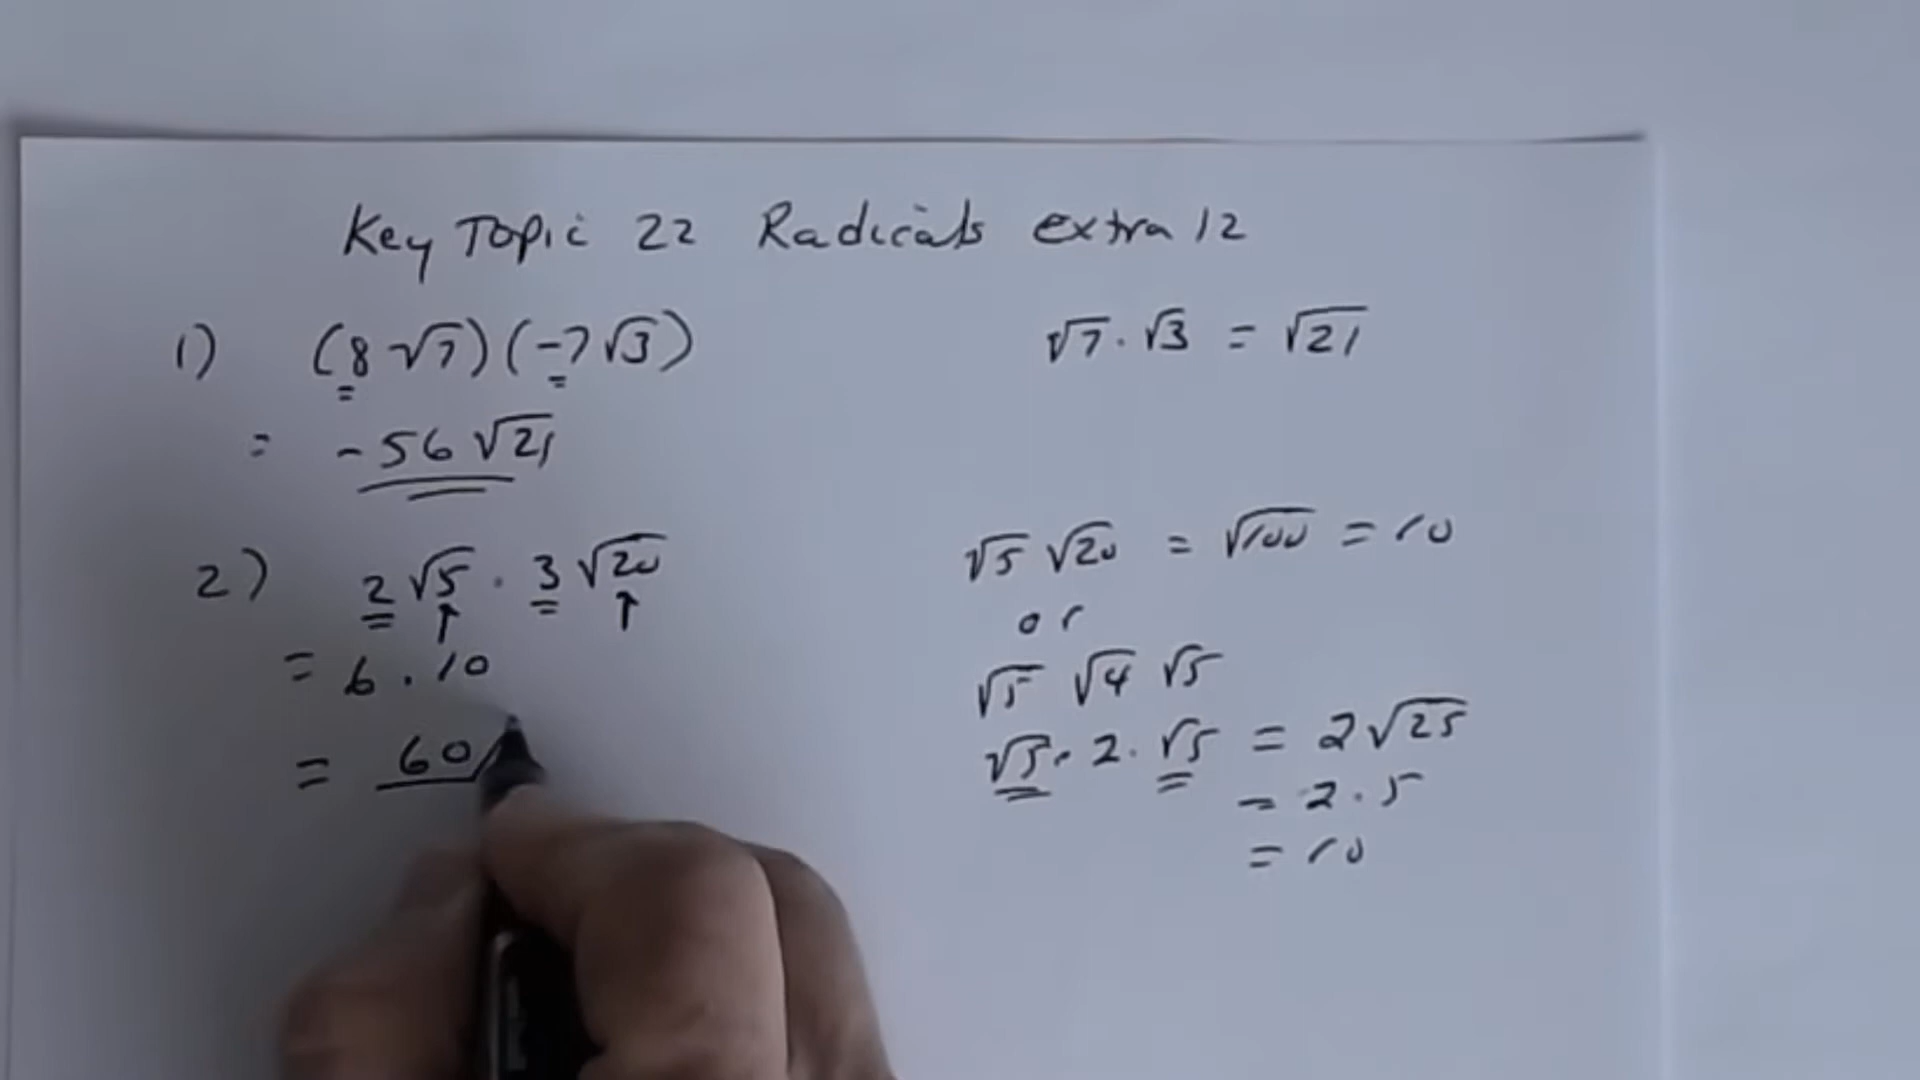 Key Topic 22 Radicals extra 12
1) (8√7)(-7√3)
= -56√21
√7 · √3 = √21
2) 2√5 · 3√20
= 6 . 10
= 60
√5 √20 = √100 = 10
or
√5 √4 √5
√5 · 2 · √5 = 2√25
= 2 · 5
= 10